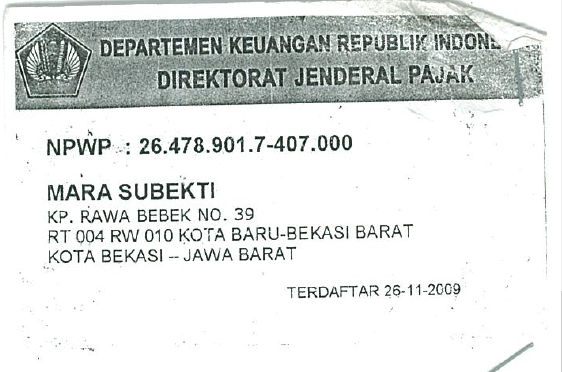 DEPARTEMEN KEUANGAN REPUBLIK INDONE
DIREKTORAT JENDERAL PAJAK
NPWP : 26.478.901.7-407.000
MARA SUBEKTI
KP. RAWA BEBEK NO. 39
RT 004 RW 010 KOTA BARU-BEKASI BARAT
KOTA BEKASI – JAWA BARAT
TERDAFTAR 26-11-2009